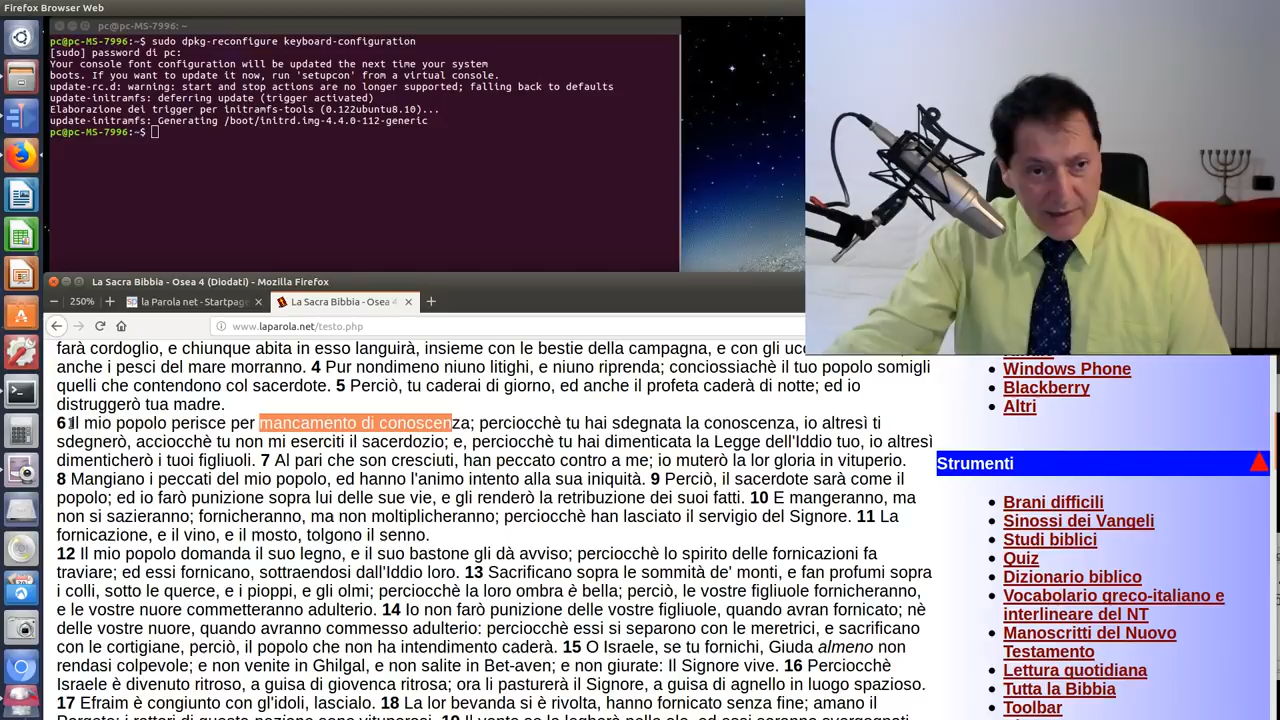 Firefox Browser Web
pc@pc-MS-7996: ~
pc@pc-MS-7996:~$ sudo dpkg-reconfigure keyboard-configuration
[sudo] password di pc:
Your console font configuration will be updated the next time your system
boots. If you want to update it now, run 'setupcon' from a virtual console.
update-rc.d: warning: start and stop actions are no longer supported; falling back to defaults
update-initramfs: deferring update (trigger activated)
Elaborazione dei trigger per initramfs-tools (0.122ubuntu8.10)...
update-initramfs: Generating /boot/initrd.img-4.4.0-112-generic
pc@pc-MS-7996:~$
La Sacra Bibbia - Osea 4 (Diodati) - Mozilla Firefox
250% la Parola net - Startpage La Sacra Bibbia - Osea 4
www.laparola.net/testo.php
farà cordoglio, e chiunque abita in esso languirà, insieme con le bestie della campagna, e con gli
anche i pesci del mare morranno. 4 Pur nondimeno niuno litighi, e niuno riprenda; conciossiachè il tuo popolo somigli
quelli che contendono col sacerdote. 5 Perciò, tu caderai di giorno, ed anche il profeta caderà di notte; ed io
distruggerò tua madre.
6 Il mio popolo perisce per mancamento di conoscenza; perciocchè tu hai sdegnata la conoscenza, io altresì ti
sdegnerò, acciocchè tu non mi eserciti il sacerdozio; e, perciocchè tu hai dimenticata la Legge dell'Iddio tuo, io altresì
dimenticherò i tuoi figliuoli. 7 Al pari che son cresciuti, han peccato contro a me; io muterò la lor gloria in vituperio.
8 Mangiano i peccati del mio popolo, ed hanno l'animo intento alla sua iniquità. 9 Perciò, il sacerdote sarà come il
popolo; ed io farò punizione sopra lui delle sue vie, e gli renderò la retribuzione dei suoi fatti. 10 E mangeranno, ma
non si sazieranno; fornicheranno, ma non moltiplicheranno; perciocchè han lasciato il servigio del Signore. 11 La
fornicazione, e il vino, e il mosto, tolgono il senno.
12 Il mio popolo domanda il suo legno, e il suo bastone gli dà avviso; perciocchè lo spirito delle fornicazioni fa
traviare; ed essi fornicano, sottraendosi dall'Iddio loro. 13 Sacrificano sopra le sommità de' monti, e fan profumi sopra
i colli, sotto le querce, e i pioppi, e gli olmi; perciocchè la loro ombra è bella; perciò, le vostre figliuole fornicheranno,
e le vostre nuore commetteranno adulterio. 14 Io non farò punizione delle vostre figliuole, quando avran fornicato; nè
delle vostre nuore, quando avranno commesso adulterio: perciocchè essi si separono con le meretrici, e sacrificano
con le cortigiane, perciò, il popolo che non ha intendimento caderà. 15 O Israele, se tu fornichi, Giuda almeno non
rendasi colpevole; e non venite in Ghilgal, e non salite in Bet-aven; e non giurate: Il Signore vive. 16 Perciocchè
Israele è divenuto ritroso, a guisa di giovenca ritrosa; ora li pasturerà il Signore, a guisa di agnello in luogo spazioso.
17 Efraim è congiunto con gl'idoli, lascialo. 18 La lor bevanda si è rivolta, hanno fornicato senza fine; amano il
Windows Phone
Blackberry
Altri
Strumenti
Brani difficili
Sinossi dei Vangeli
Studi biblici
Quiz
Dizionario biblico
Vocabolario greco-italiano e
interlineare del NT
Manoscritti del Nuovo
Testamento
Lettura quotidiana
Tutta la Bibbia
Toolbar